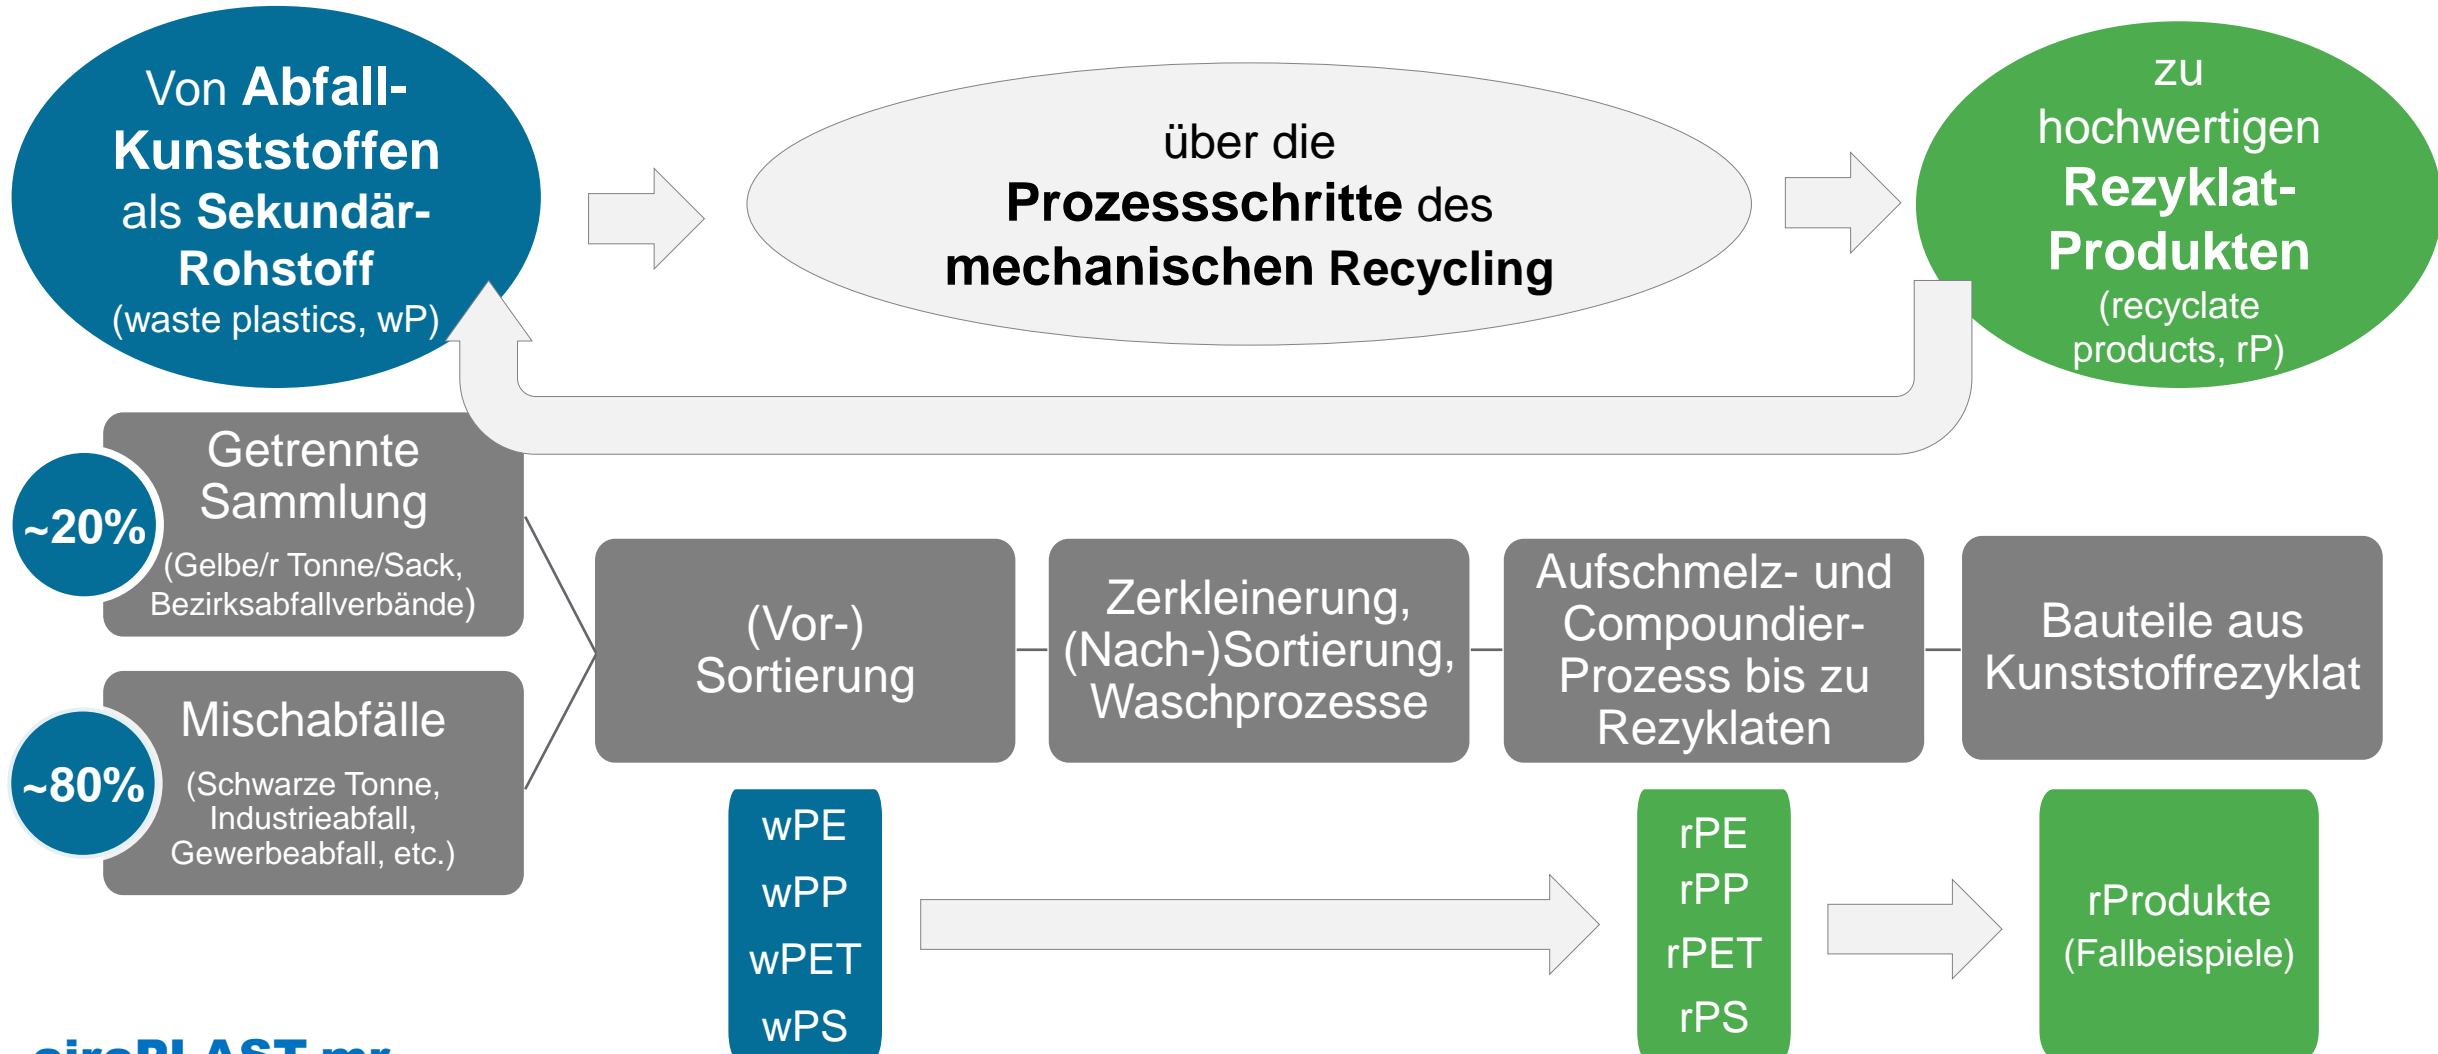 Von Abfall-
Kunststoffen
als Sekundär-
Rohstoff
(waste plastics, wP)
über die
Prozessschritte des
mechanischen Recycling
zu
hochwertigen
Rezyklat-
Produkten
(recyclate
products, rP)
~20%
Getrennte
Sammlung
(Gelbe/r Tonne/Sack,
Bezirksabfallverbände)
~80%
Mischabfälle
(Schwarze Tonne,
Industrieabfall,
Gewerbeabfall, etc.)
(Vor-)
Sortierung
Zerkleinerung,
(Nach-)Sortierung,
Waschprozesse
Aufschmelz- und
Compoundier-
Prozess bis zu
Rezyklaten
Bauteile aus
Kunststoffrezyklat
wPE
wPP
wPET
wPS
rPE
rPP
rPET
rPS
rProdukte
(Fallbeispiele)
circPLAST-mr